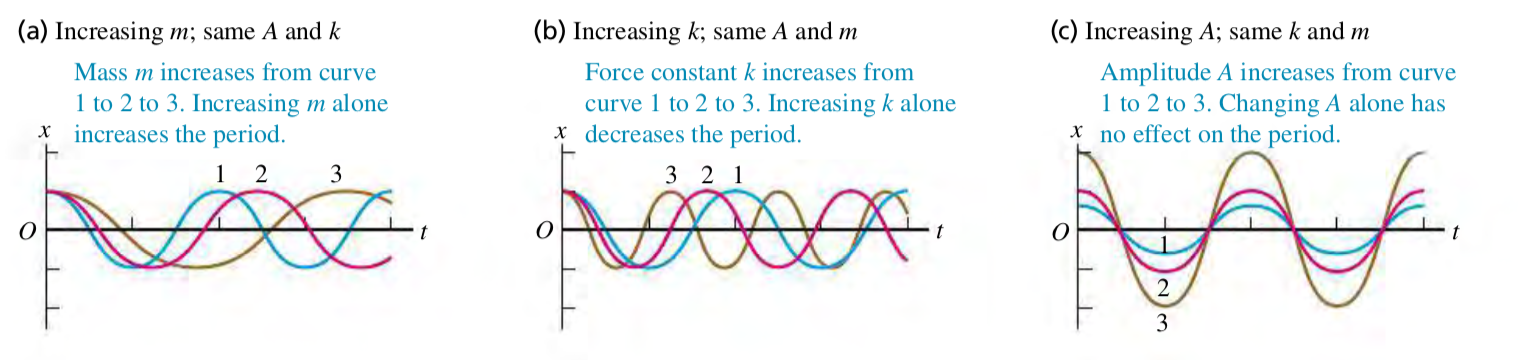 (a) Increasing m; same A and k
Mass m increases from curve
1 to 2 to 3. Increasing m alone
increases the period.
x
1 2 3
O
t
(b) Increasing k; same A and m
Force constant k increases from
curve 1 to 2 to 3. Increasing k alone
decreases the period.
x
3 2 1
O
t
(c) Increasing A; same k and m
Amplitude A increases from curve
1 to 2 to 3. Changing A alone has
no effect on the period.
x
O
t
1
2
3